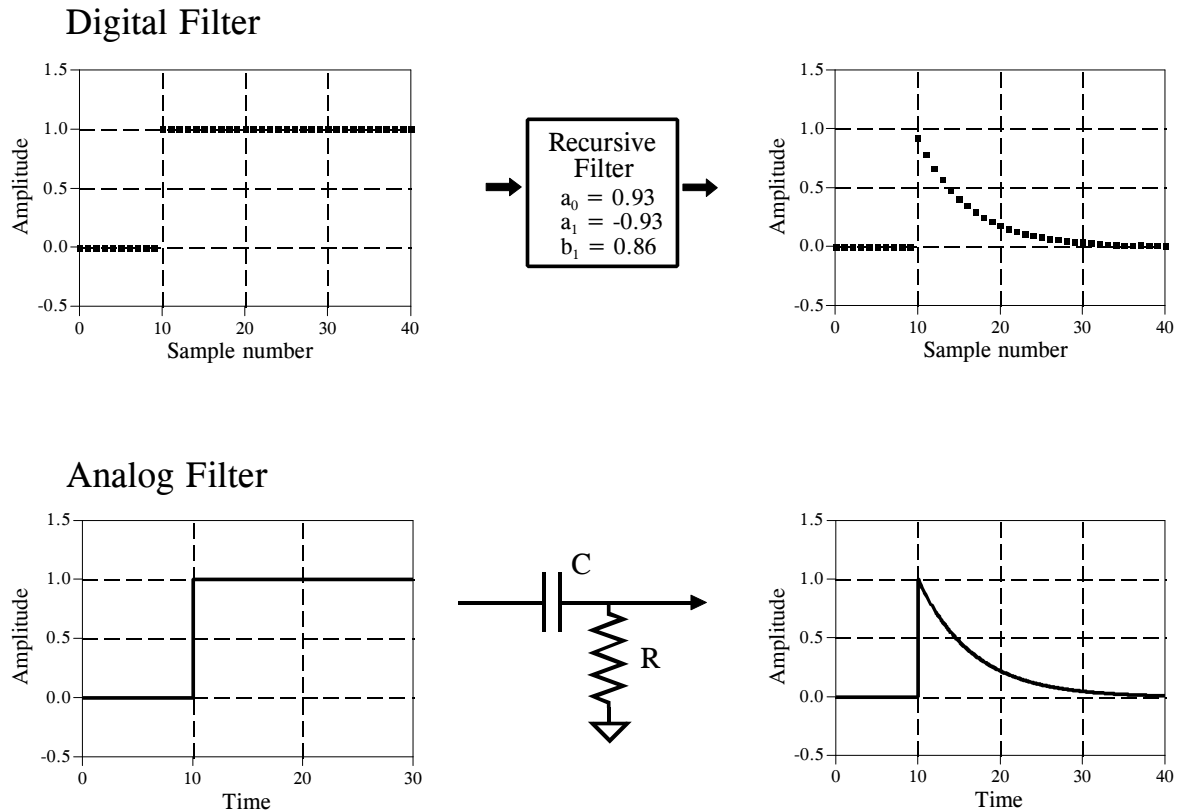 Digital Filter
1.5
1.0
0.5
0.0
-0.5
Amplitude
0 10 20 30 40
Sample number
Recursive
Filter
a0 = 0.93
a1 = -0.93
b1 = 0.86
1.5
1.0
0.5
0.0
-0.5
Amplitude
0 10 20 30 40
Sample number
Analog Filter
1.5
1.0
0.5
0.0
-0.5
Amplitude
0 10 20 30
Time
C
R
1.5
1.0
0.5
0.0
-0.5
Amplitude
0 10 20 30 40
Time